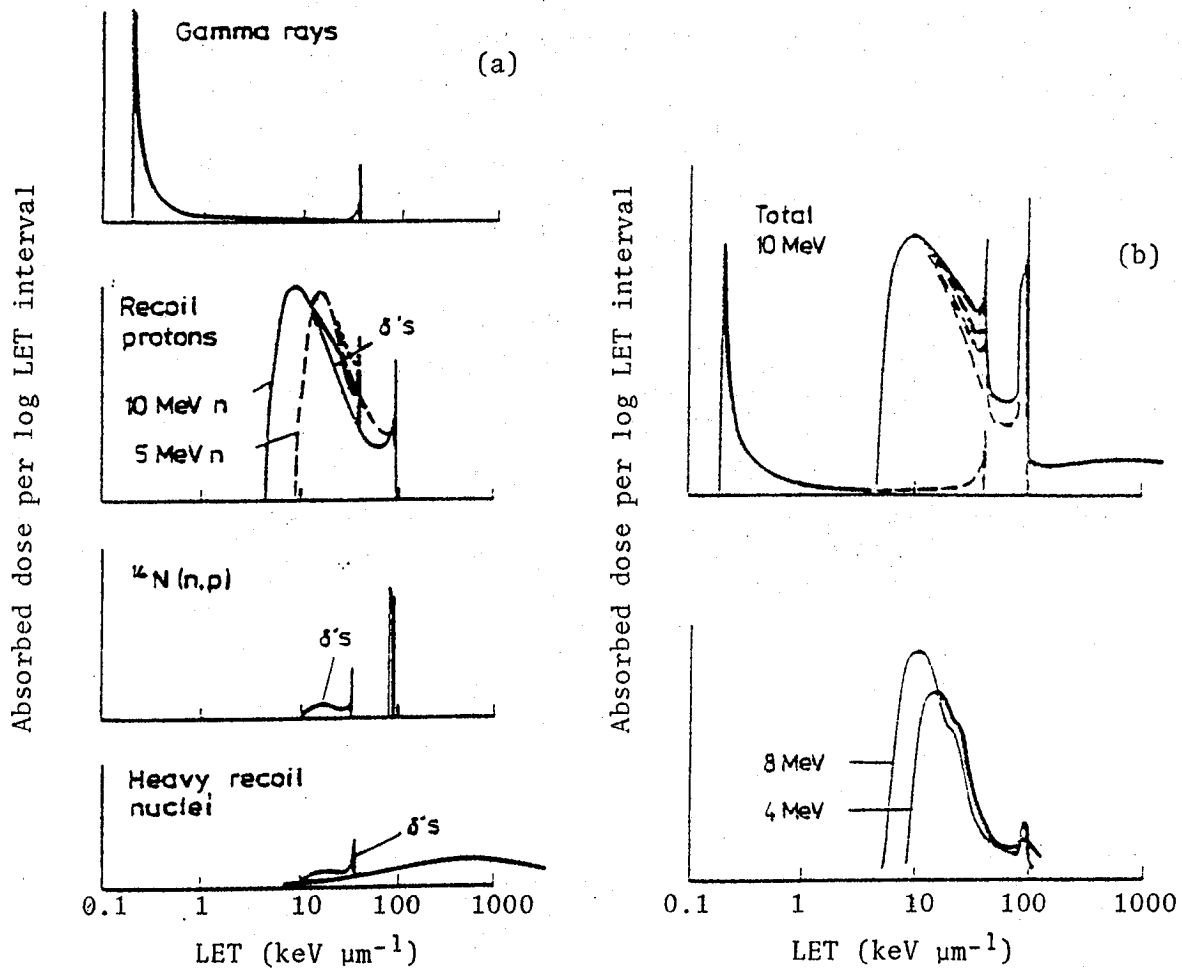 Gamma rays
(a)
Recoil
protons
δ's
10 MeV n
5 MeV n
¹⁴N(n,p)
δ's
Heavy recoil
nuclei
δ's
0.1 1 10 100 1000
LET (keV µm⁻¹)
Absorbed dose per log LET interval
Total
10 MeV
(b)
8 MeV
4 MeV
0.1 1 10 100 1000
LET (keV µm⁻¹)
Absorbed dose per log LET interval